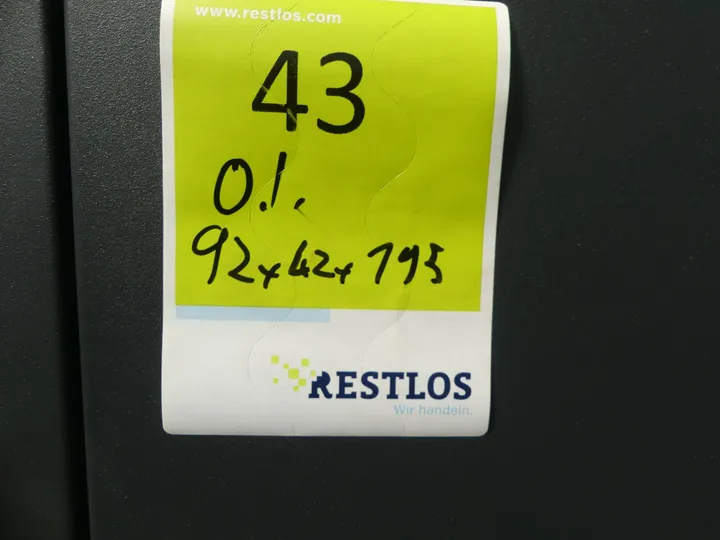 www.restlos.com
43
O.I.
92x42x195
RESTLOS
Wir handeln.